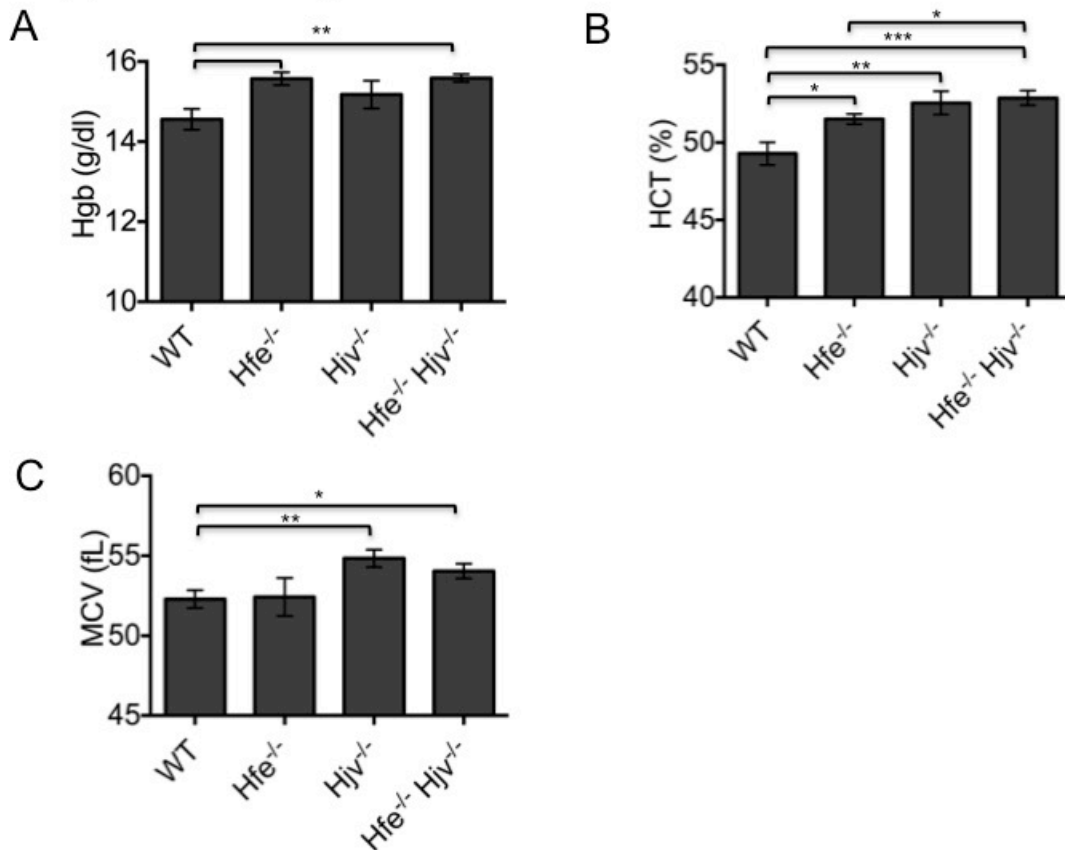 A
**
Hgb (g/dl)
16
14
12
10
WT
Hfe-/-
Hjv-/-
Hfe-/- Hjv-/-
B
*
***
**
*
HCT (%)
55
50
45
40
WT
Hfe-/-
Hjv-/-
Hfe-/- Hjv-/-
C
*
**
MCV (fL)
60
55
50
45
WT
Hfe-/-
Hjv-/-
Hfe-/- Hjv-/-